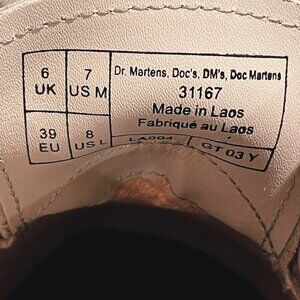 6 UK
7 US M
39 EU
8 US L
Dr. Martens, Doc's, DM's, Doc Martens
31167
Made in Laos
Fabriqué au Laos
GT 03 Y